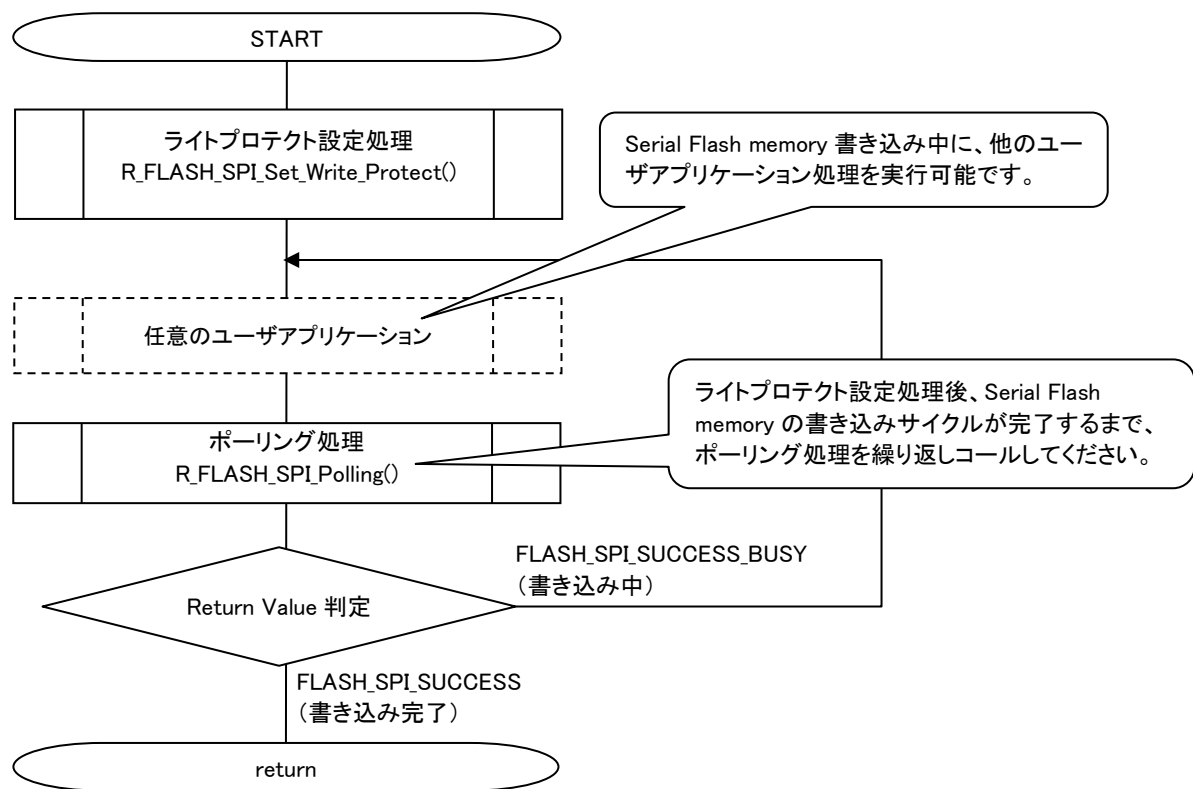 START
ライトプロテクト設定処理
R_FLASH_SPI_Set_Write_Protect()
Serial Flash memory 書き込み中に、他のユー
ザアプリケーション処理を実行可能です。
任意のユーザアプリケーション
ライトプロテクト設定処理後、Serial Flash
memory の書き込みサイクルが完了するまで、
ポーリング処理を繰り返しコールしてください。
ポーリング処理
R_FLASH_SPI_Polling()
FLASH_SPI_SUCCESS_BUSY
（書き込み中）
Return Value 判定
FLASH_SPI_SUCCESS
（書き込み完了）
return